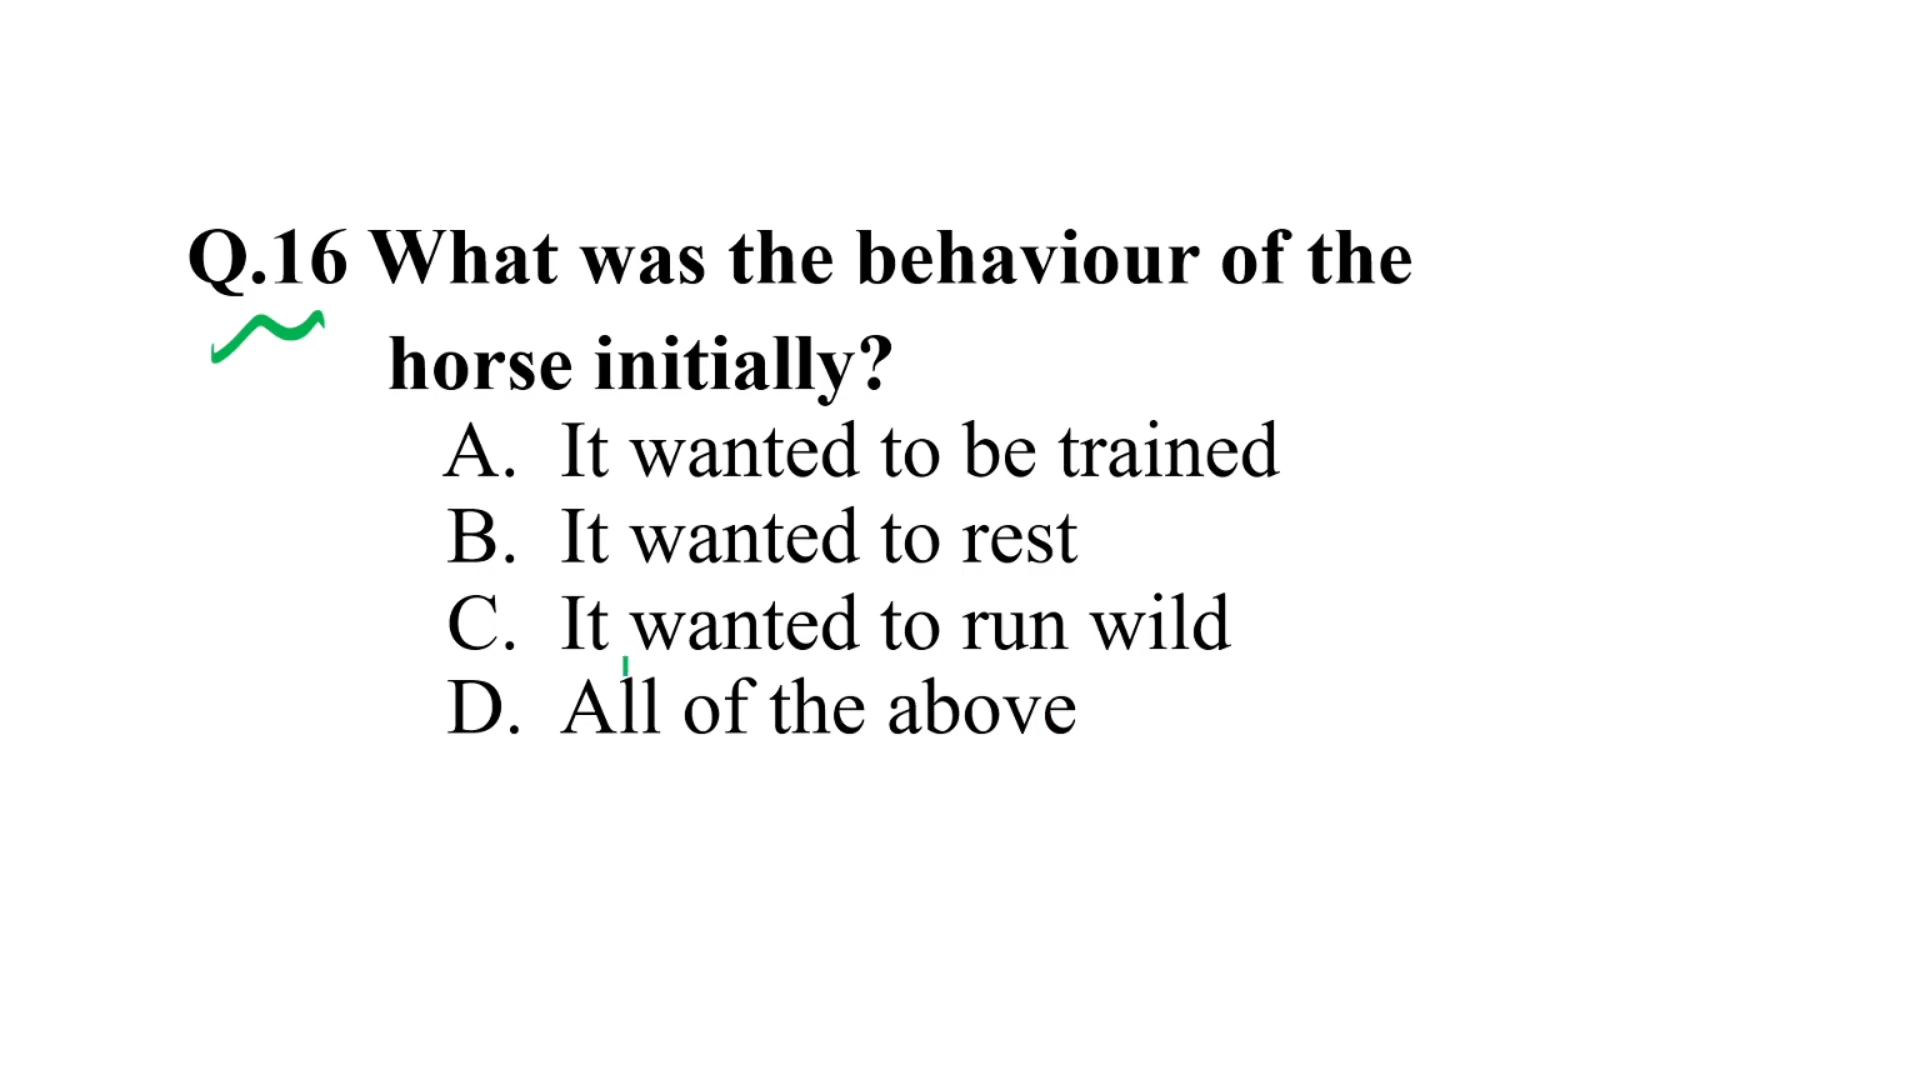 Q.16 What was the behaviour of the
horse initially?
A. It wanted to be trained
B. It wanted to rest
C. It wanted to run wild
D. All of the above